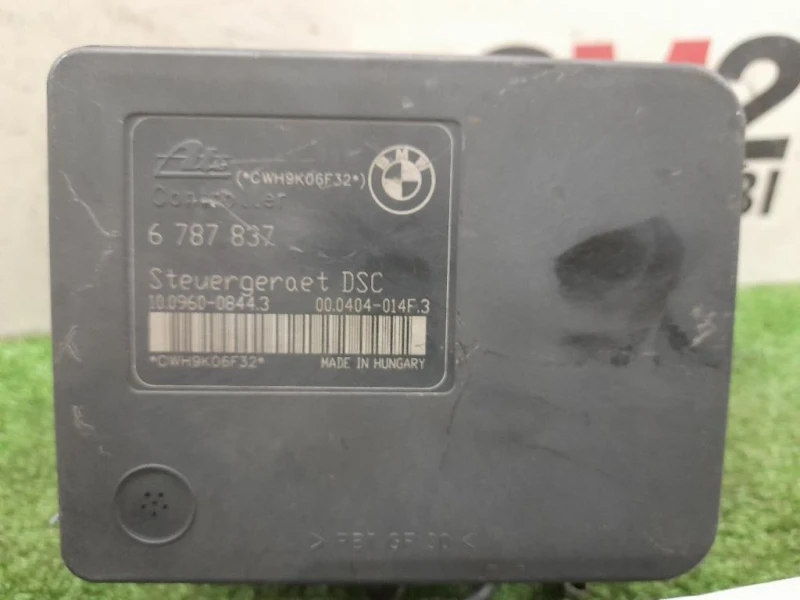 Ate (*CWH9K06F32*)
BMW
Controller
6 787 837
Steuergeraet DSC
10.0960-0844.3 00.0404-014F.3
*CWH9K06F32* MADE IN HUNGARY